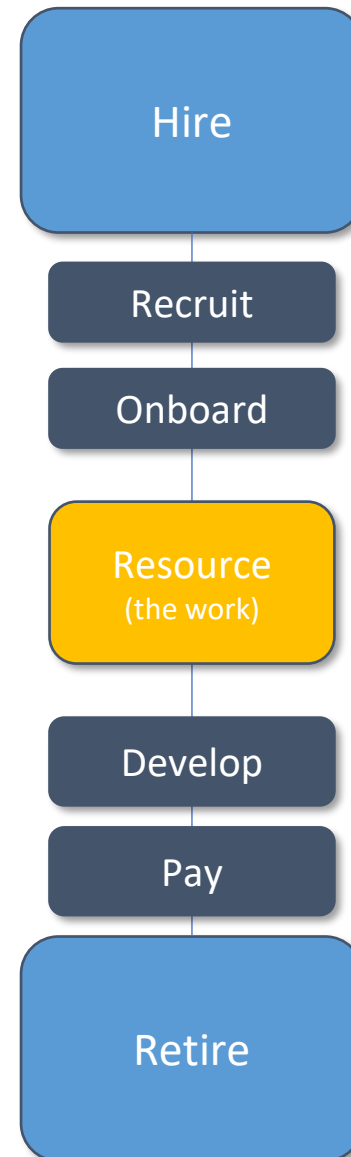 Hire
Recruit
Onboard
Resource
(the work)
Develop
Pay
Retire